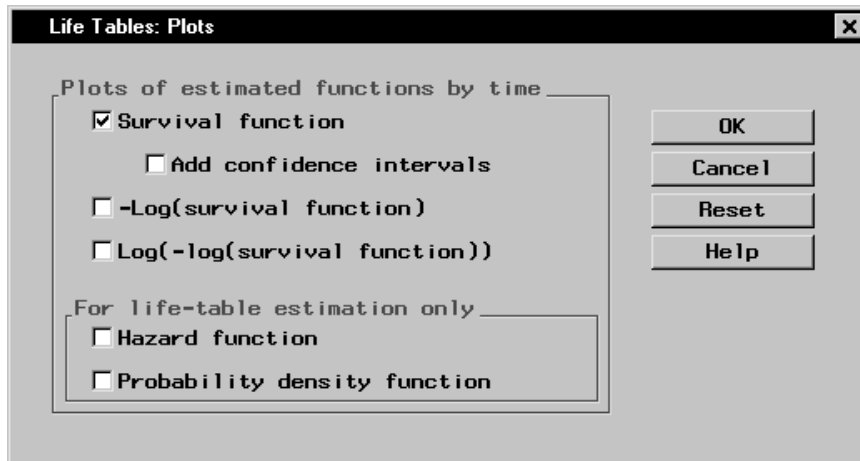 Life Tables: Plots
Plots of estimated functions by time
Survival function
Add confidence intervals
-Log(survival function)
Log(-log(survival function))
For life-table estimation only
Hazard function
Probability density function
OK
Cancel
Reset
Help